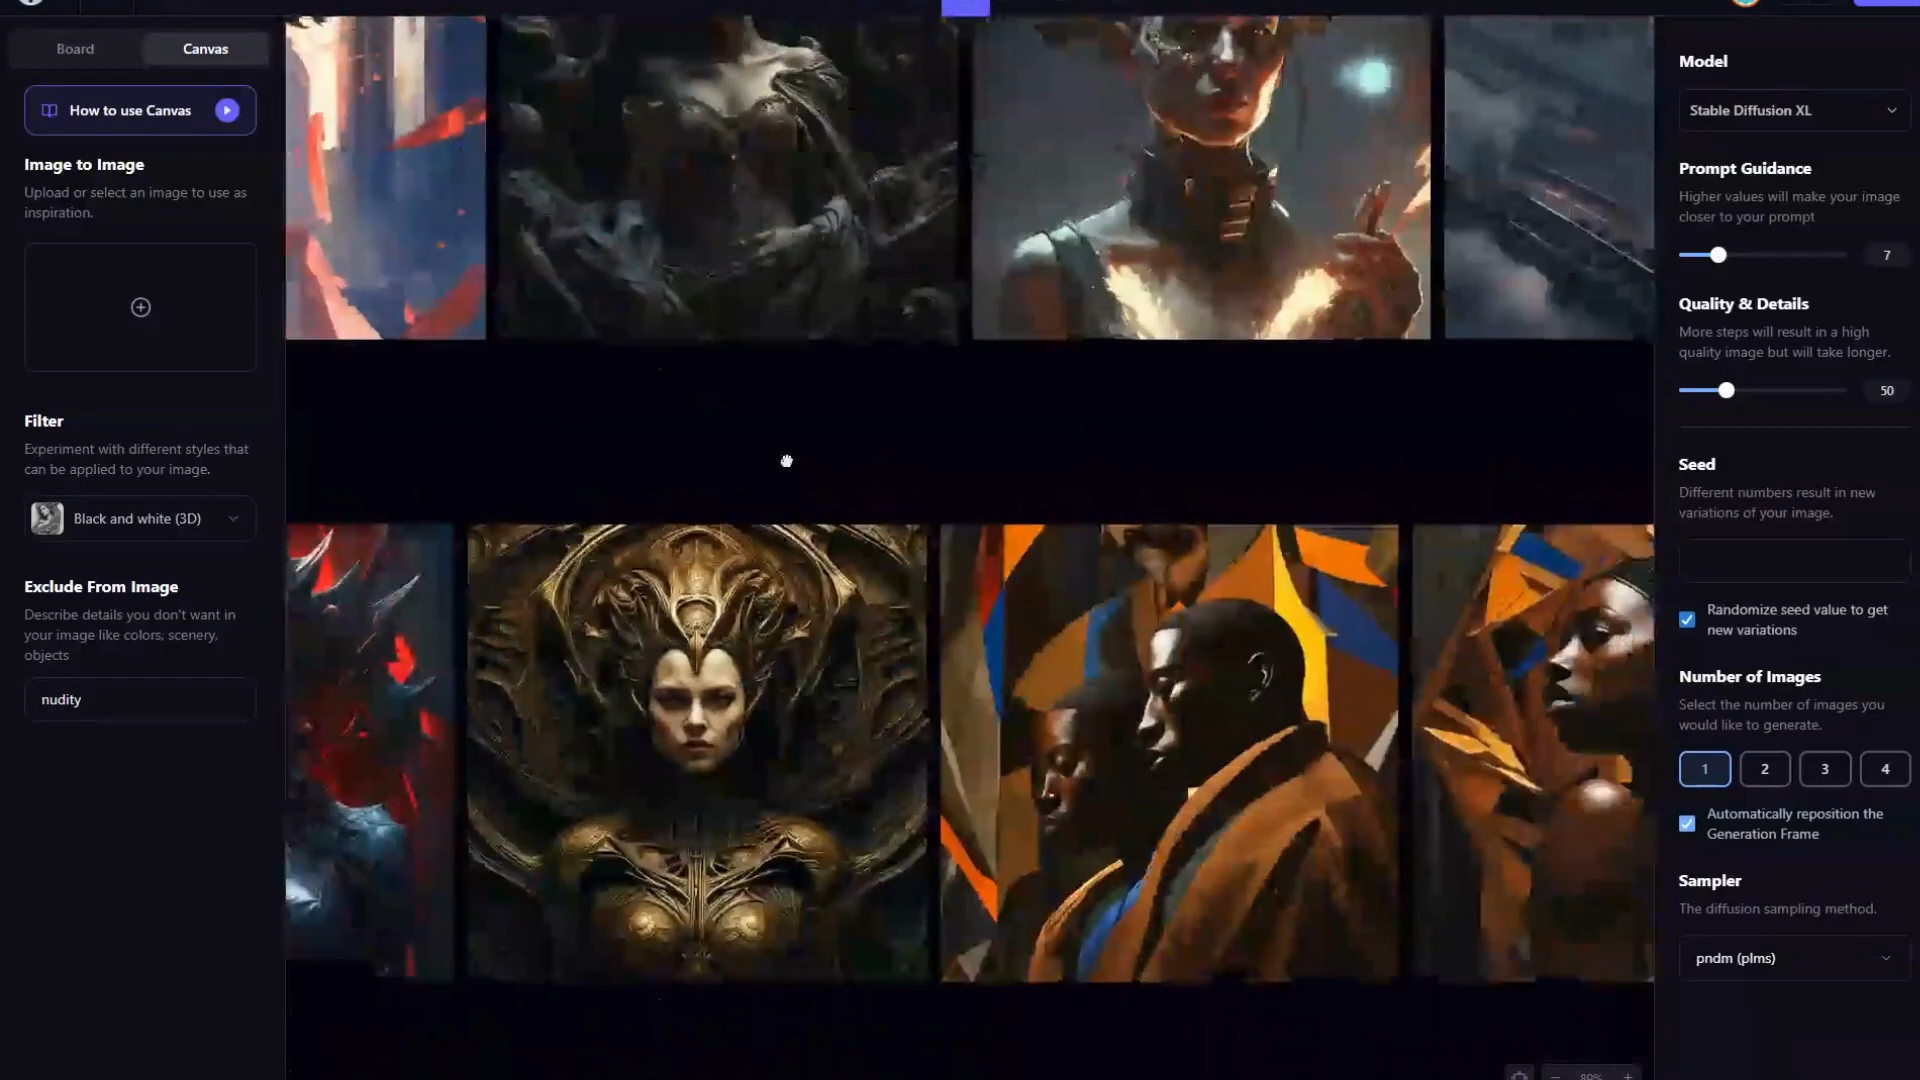 Board
Canvas
How to use Canvas
Image to Image
Upload or select an image to use as
inspiration.
Filter
Experiment with different styles that
can be applied to your image.
Black and white (3D)
Exclude From Image
Describe details you don't want in
your image like colors, scenery,
objects
nudity
Model
Stable Diffusion XL
Prompt Guidance
Higher values will make your image
closer to your prompt
7
Quality & Details
More steps will result in a high
quality image but will take longer.
50
Seed
Different numbers result in new
variations of your image.
Randomize seed value to get
new variations
Number of Images
Select the number of images you
would like to generate.
1
2
3
4
Automatically reposition the
Generation Frame
Sampler
The diffusion sampling method.
pndm (plms)